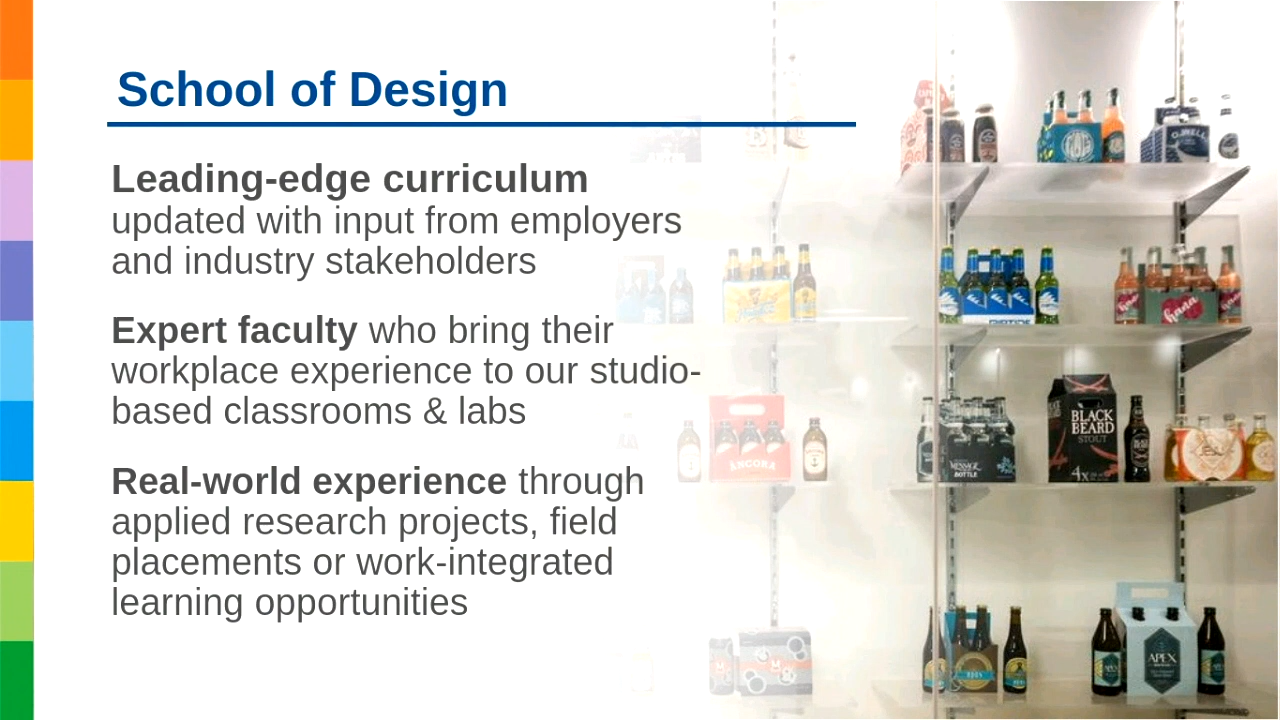 School of Design
Leading-edge curriculum
updated with input from employers
and industry stakeholders
Expert faculty who bring their
workplace experience to our studio-
based classrooms & labs
Real-world experience through
applied research projects, field
placements or work-integrated
learning opportunities
BLACK
BEARD
STOUT
4x
ANCORA
BOTTLE
APEX